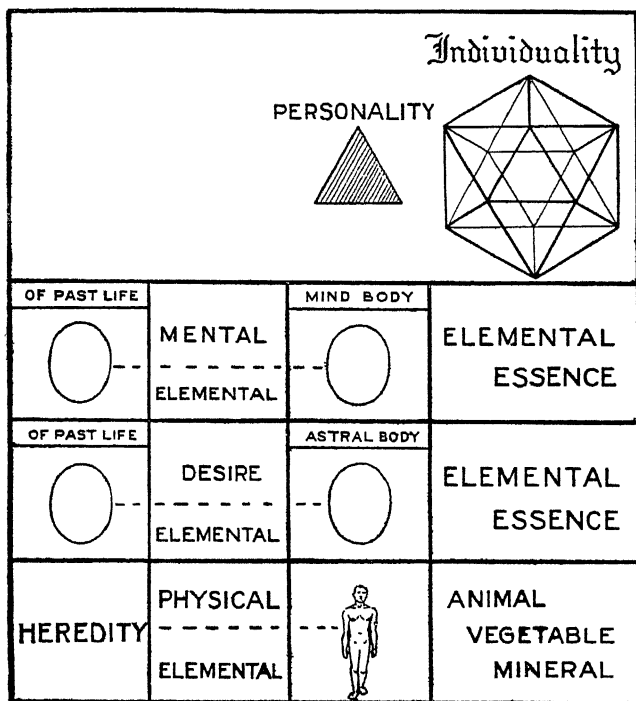 Individuality
PERSONALITY
OF PAST LIFE
MENTAL
ELEMENTAL
MIND BODY
ELEMENTAL
ESSENCE
OF PAST LIFE
DESIRE
ELEMENTAL
ASTRAL BODY
ELEMENTAL
ESSENCE
HEREDITY
PHYSICAL
ELEMENTAL
ANIMAL
VEGETABLE
MINERAL